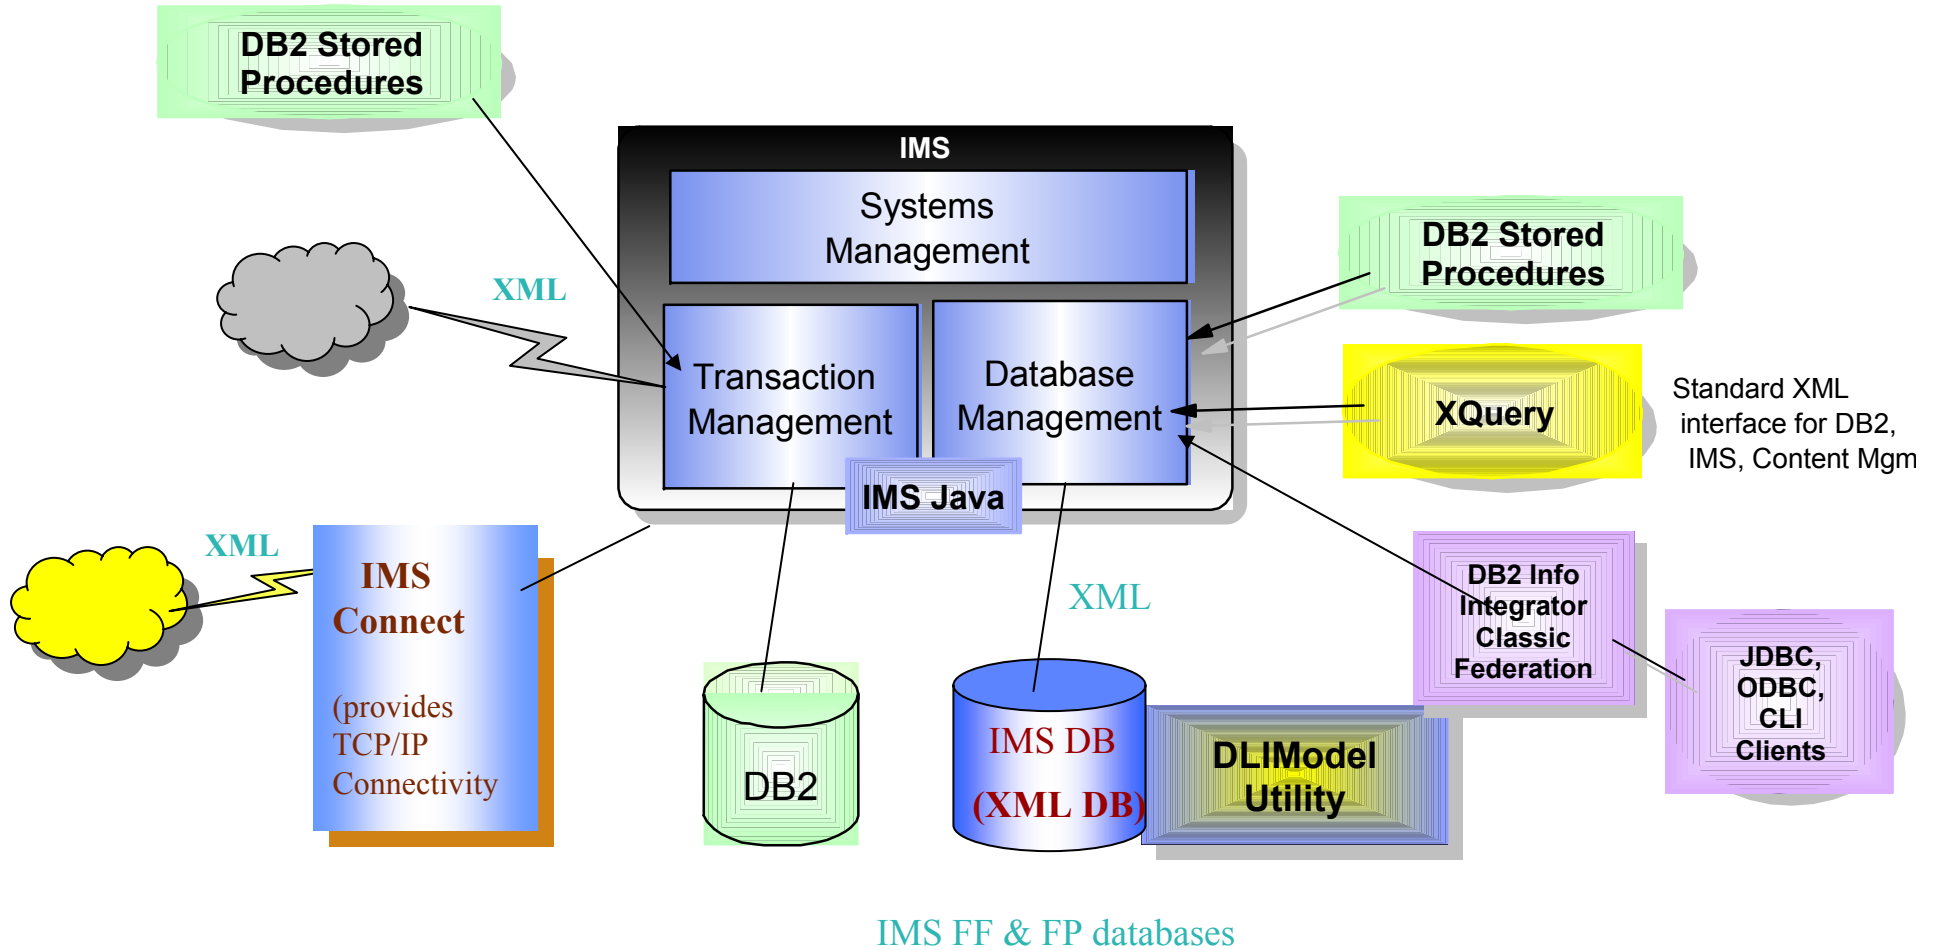 DB2 Stored
Procedures
IMS
Systems
Management
XML
DB2 Stored
Procedures
Transaction
Management
Database
Management
XQuery
Standard XML
interface for DB2,
IMS, Content Mgm
IMS Java
XML
IMS
Connect
(provides
TCP/IP
Connectivity
XML
DB2 Info
Integrator
Classic
Federation
JDBC,
ODBC,
CLI
Clients
DB2
IMS DB
(XML DB)
DLIModel
Utility
IMS FF & FP databases